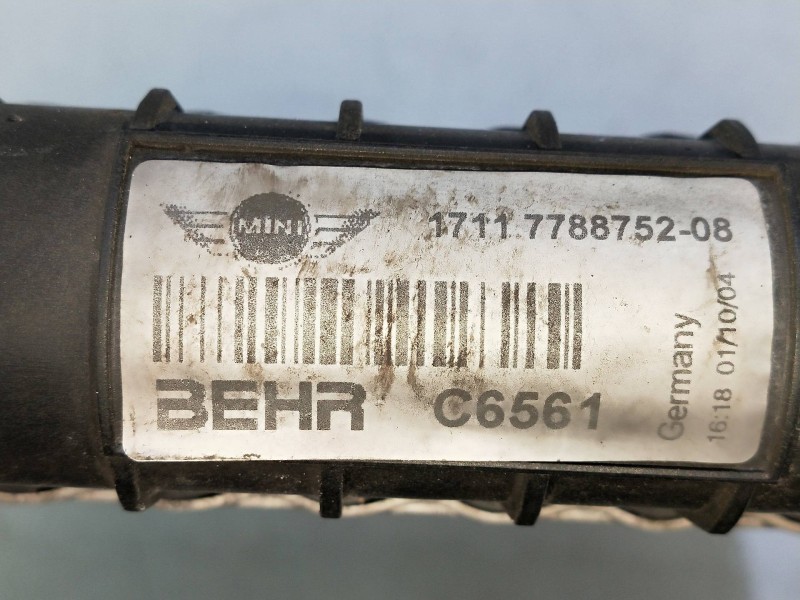 MINI
1711.7788752-08
BEHR C6561
Germany
16:18 01/10/04